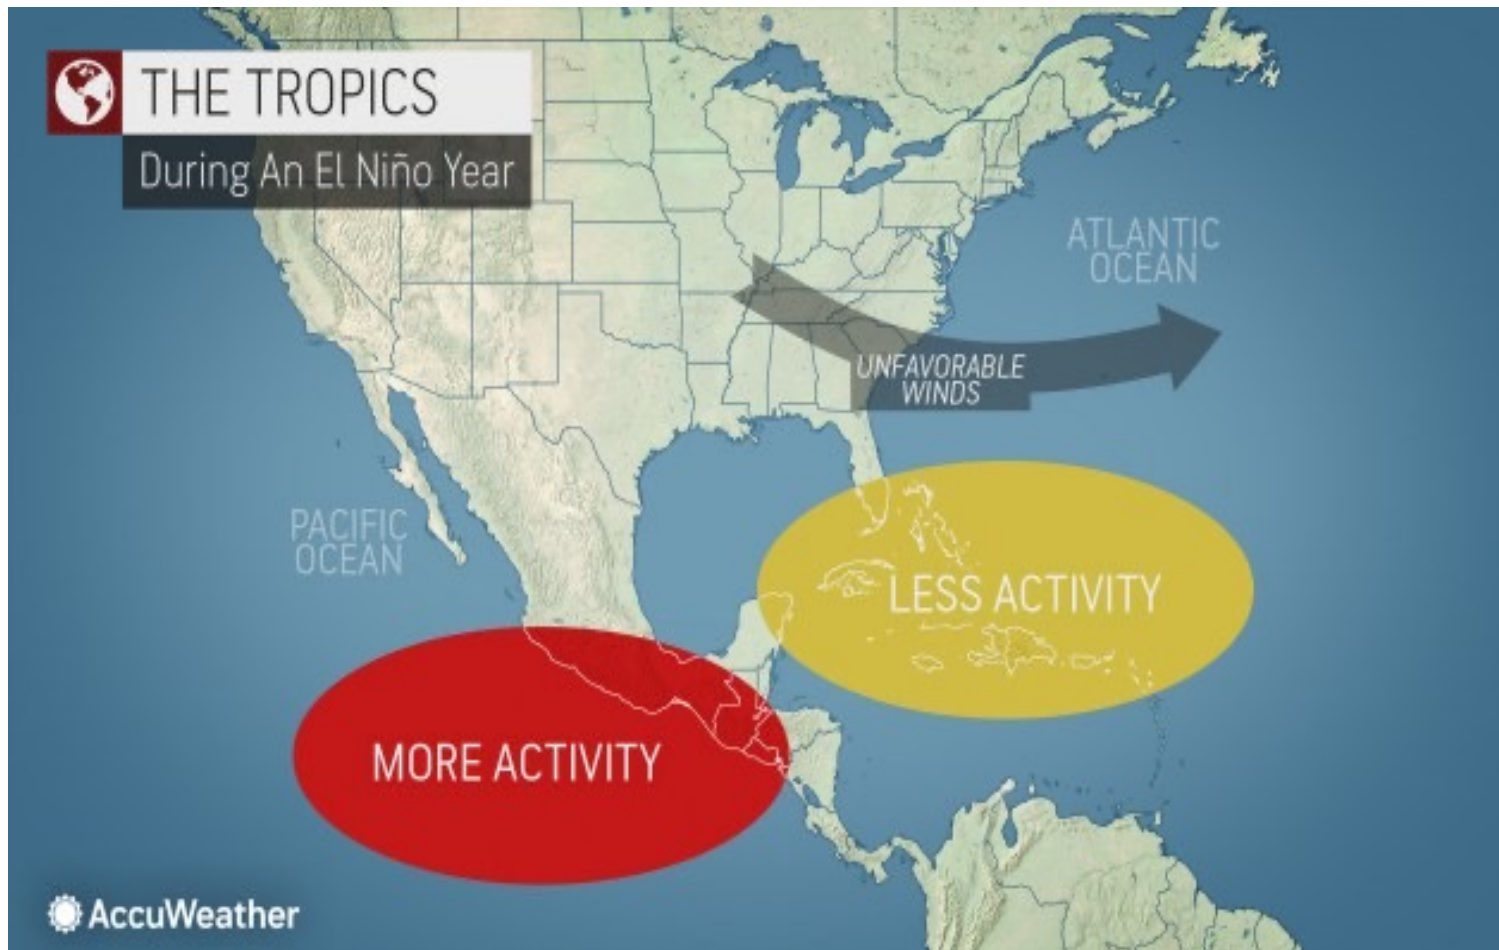 THE TROPICS
During An El Niño Year
ATLANTIC
OCEAN
UNFAVORABLE
WINDS
PACIFIC
OCEAN
LESS ACTIVITY
MORE ACTIVITY
AccuWeather